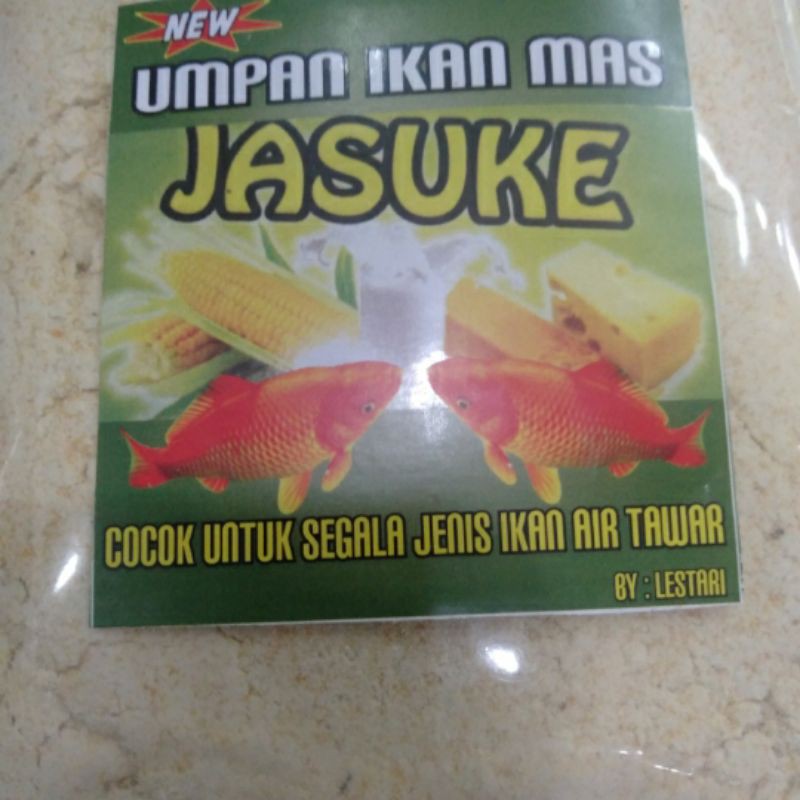 NEW
UMPAN IKAN MAS
JASUKE
COCOK UNTUK SEGALA JENIS IKAN AIR TAWAR
BY : LESTARI